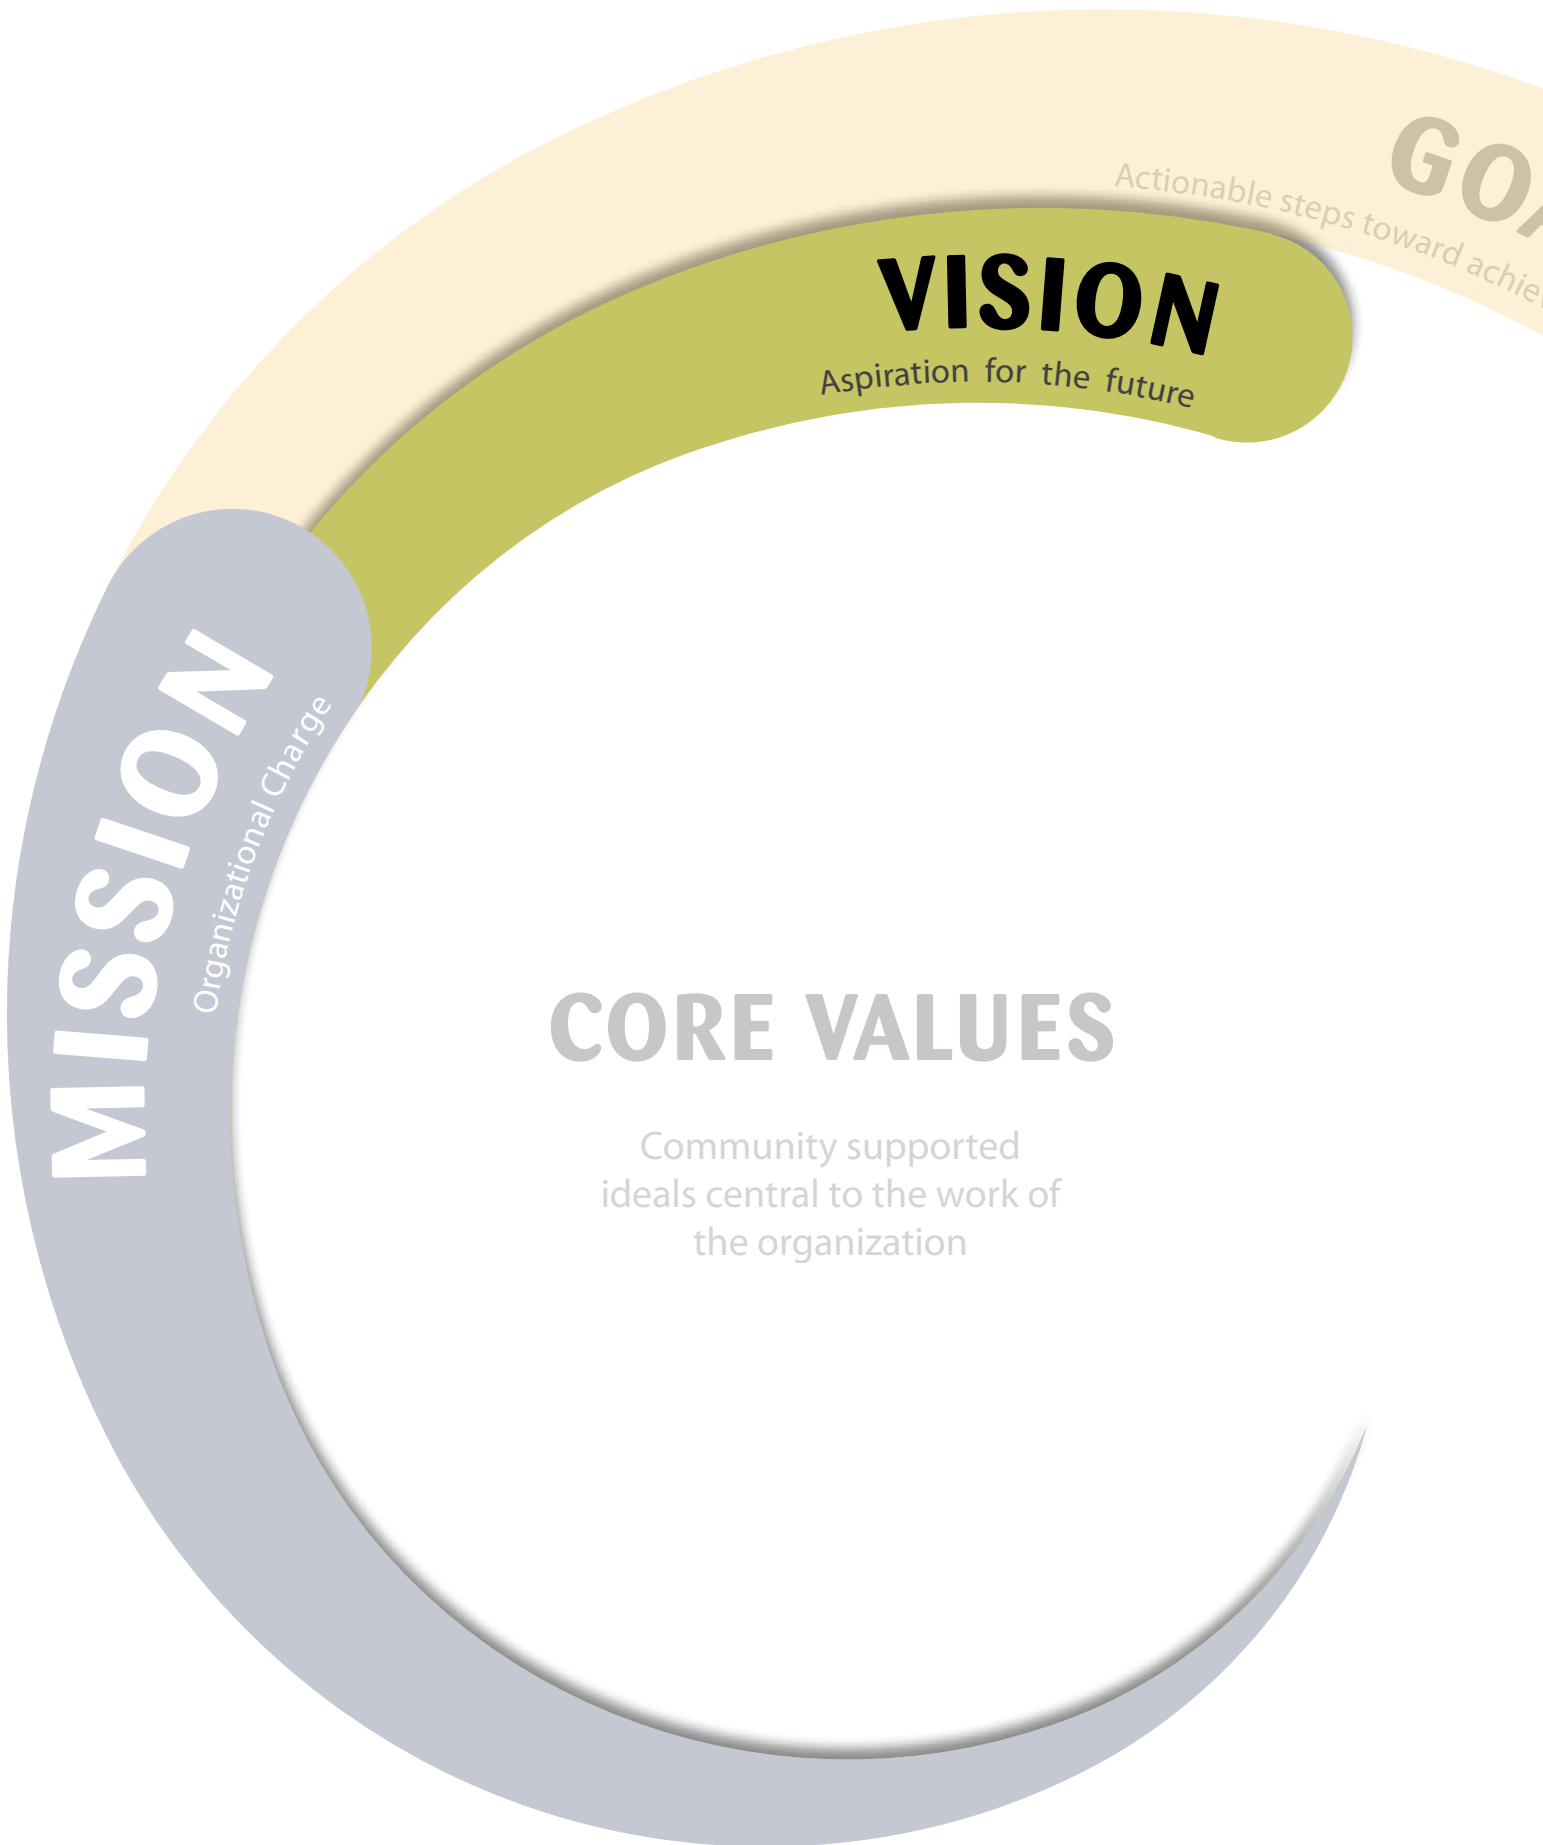 GOA
Actionable steps toward achie
VISION
Aspiration for the future
MISSION
Organizational Charge
CORE VALUES
Community supported
ideals central to the work of
the organization